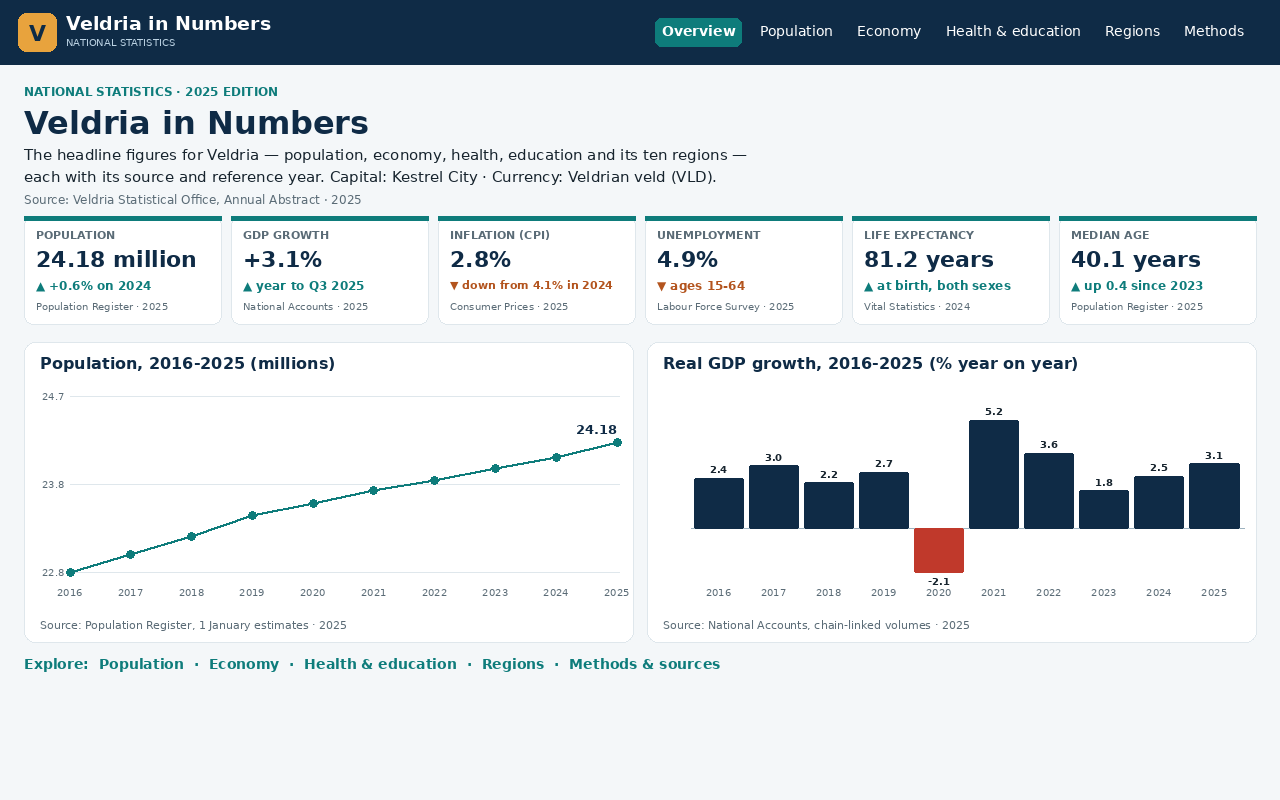 V
Veldria in Numbers
NATIONAL STATISTICS
Overview
Population
Economy
Health & education
Regions
Methods
NATIONAL STATISTICS · 2025 EDITION
Veldria in Numbers
The headline figures for Veldria — population, economy, health, education and its ten regions —
each with its source and reference year. Capital: Kestrel City · Currency: Veldrian veld (VLD).
Source: Veldria Statistical Office, Annual Abstract · 2025
POPULATION
24.18 million
▲ +0.6% on 2024
Population Register · 2025
GDP GROWTH
+3.1%
▲ year to Q3 2025
National Accounts · 2025
INFLATION (CPI)
2.8%
▼ down from 4.1% in 2024
Consumer Prices · 2025
UNEMPLOYMENT
4.9%
▼ ages 15-64
Labour Force Survey · 2025
LIFE EXPECTANCY
81.2 years
▲ at birth, both sexes
Vital Statistics · 2024
MEDIAN AGE
40.1 years
▲ up 0.4 since 2023
Population Register · 2025
Population, 2016-2025 (millions)
24.7
24.18
23.8
22.8
2016 2017 2018 2019 2020 2021 2022 2023 2024 2025
Source: Population Register, 1 January estimates · 2025
Real GDP growth, 2016-2025 (% year on year)
2.4 3.0 2.2 2.7 -2.1 5.2 3.6 1.8 2.5 3.1
2016 2017 2018 2019 2020 2021 2022 2023 2024 2025
Source: National Accounts, chain-linked volumes · 2025
Explore: Population · Economy · Health & education · Regions · Methods & sources